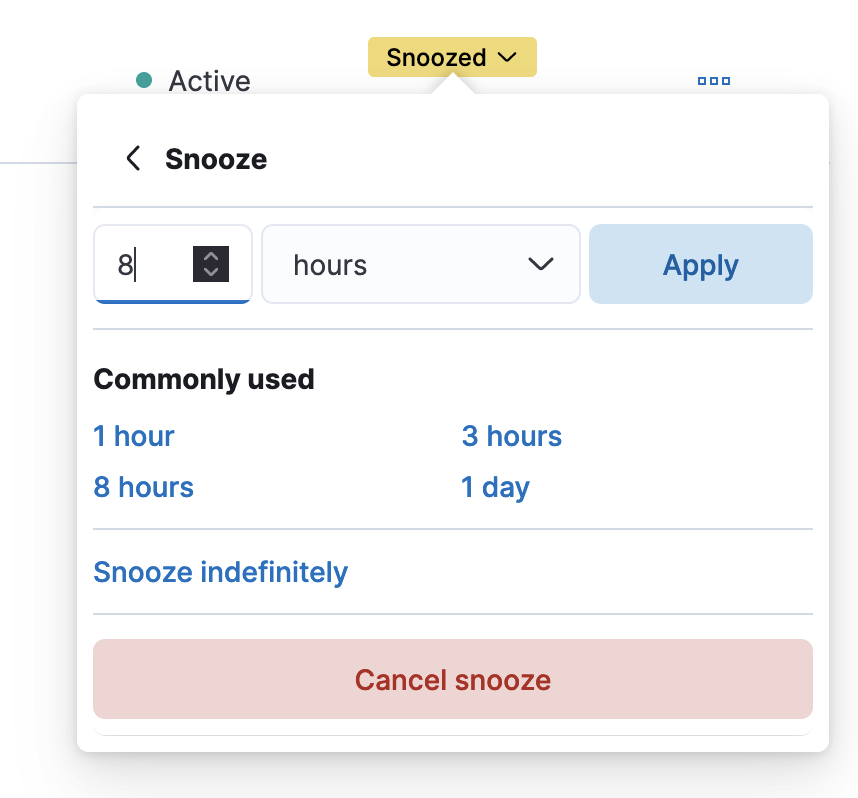 Snoozed
Active
Snooze
8 hours Apply
Commonly used
1 hour 3 hours
8 hours 1 day
Snooze indefinitely
Cancel snooze